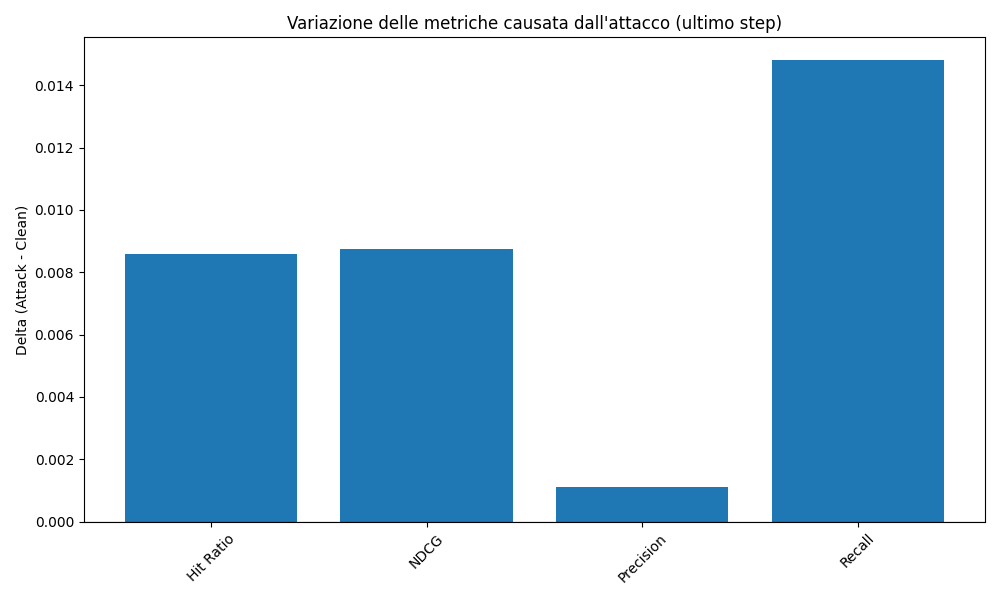 Variazione delle metriche causata dall'attacco (ultimo step)
Delta (Attack - Clean)
0.014
0.012
0.010
0.008
0.006
0.004
0.002
0.000
Hit Ratio
NDCG
Precision
Recall